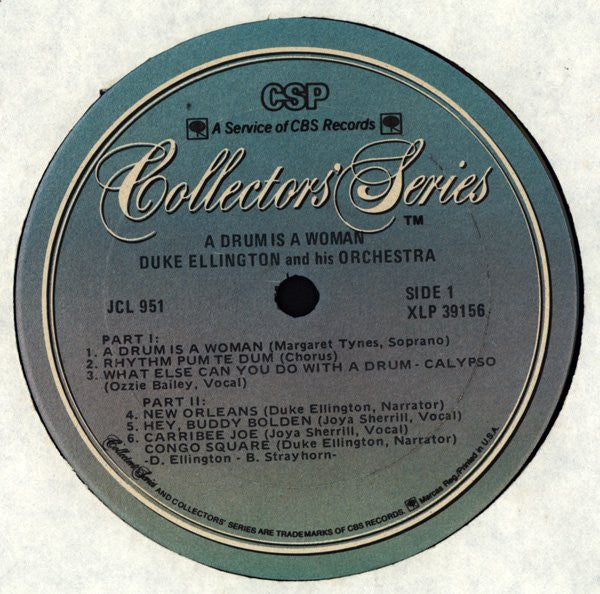 CSP
A Service of CBS Records
Collectors' Series
TM
A DRUM IS A WOMAN
DUKE ELLINGTON and his ORCHESTRA
JCL 951
SIDE 1
XLP 39156
PART I:
1. A DRUM IS A WOMAN (Margaret Tynes, Soprano)
2. RHYTHM PUM TE DUM (Chorus)
3. WHAT ELSE CAN YOU DO WITH A DRUM - CALYPSO
(Ozzie Bailey, Vocal)
PART II:
4. NEW ORLEANS (Duke Ellington, Narrator)
5. HEY, BUDDY BOLDEN (Joya Sherrill, Vocal)
6. CARRIBEE JOE (Joya Sherrill, Vocal)
CONGO SQUARE (Duke Ellington, Narrator)
-D. Ellington - B. Strayhorn-
Collectors' Series AND COLLECTORS' SERIES ARE TRADEMARKS OF CBS RECORDS. Marcas Reg./Printed in U.S.A.